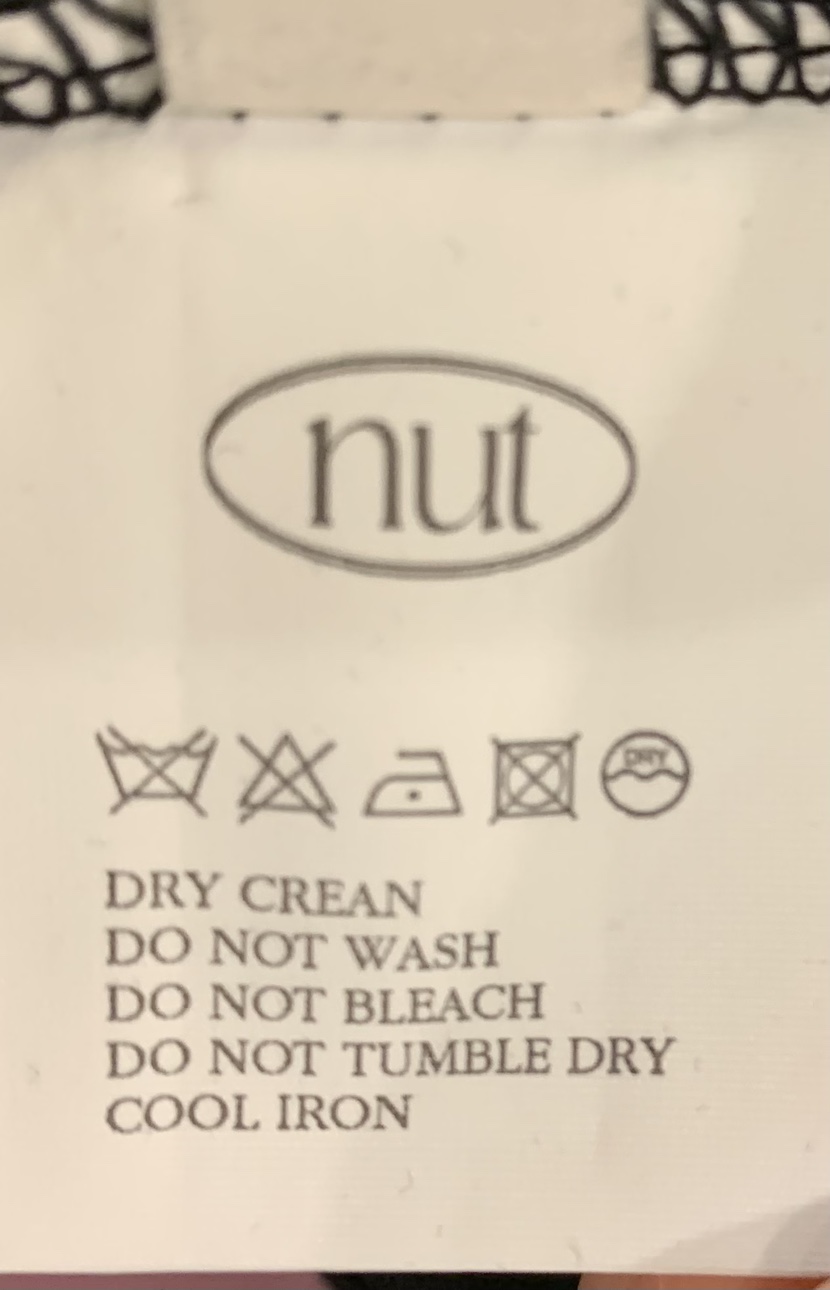 nut
DRY
DRY CREAN
DO NOT WASH
DO NOT BLEACH
DO NOT TUMBLE DRY
COOL IRON